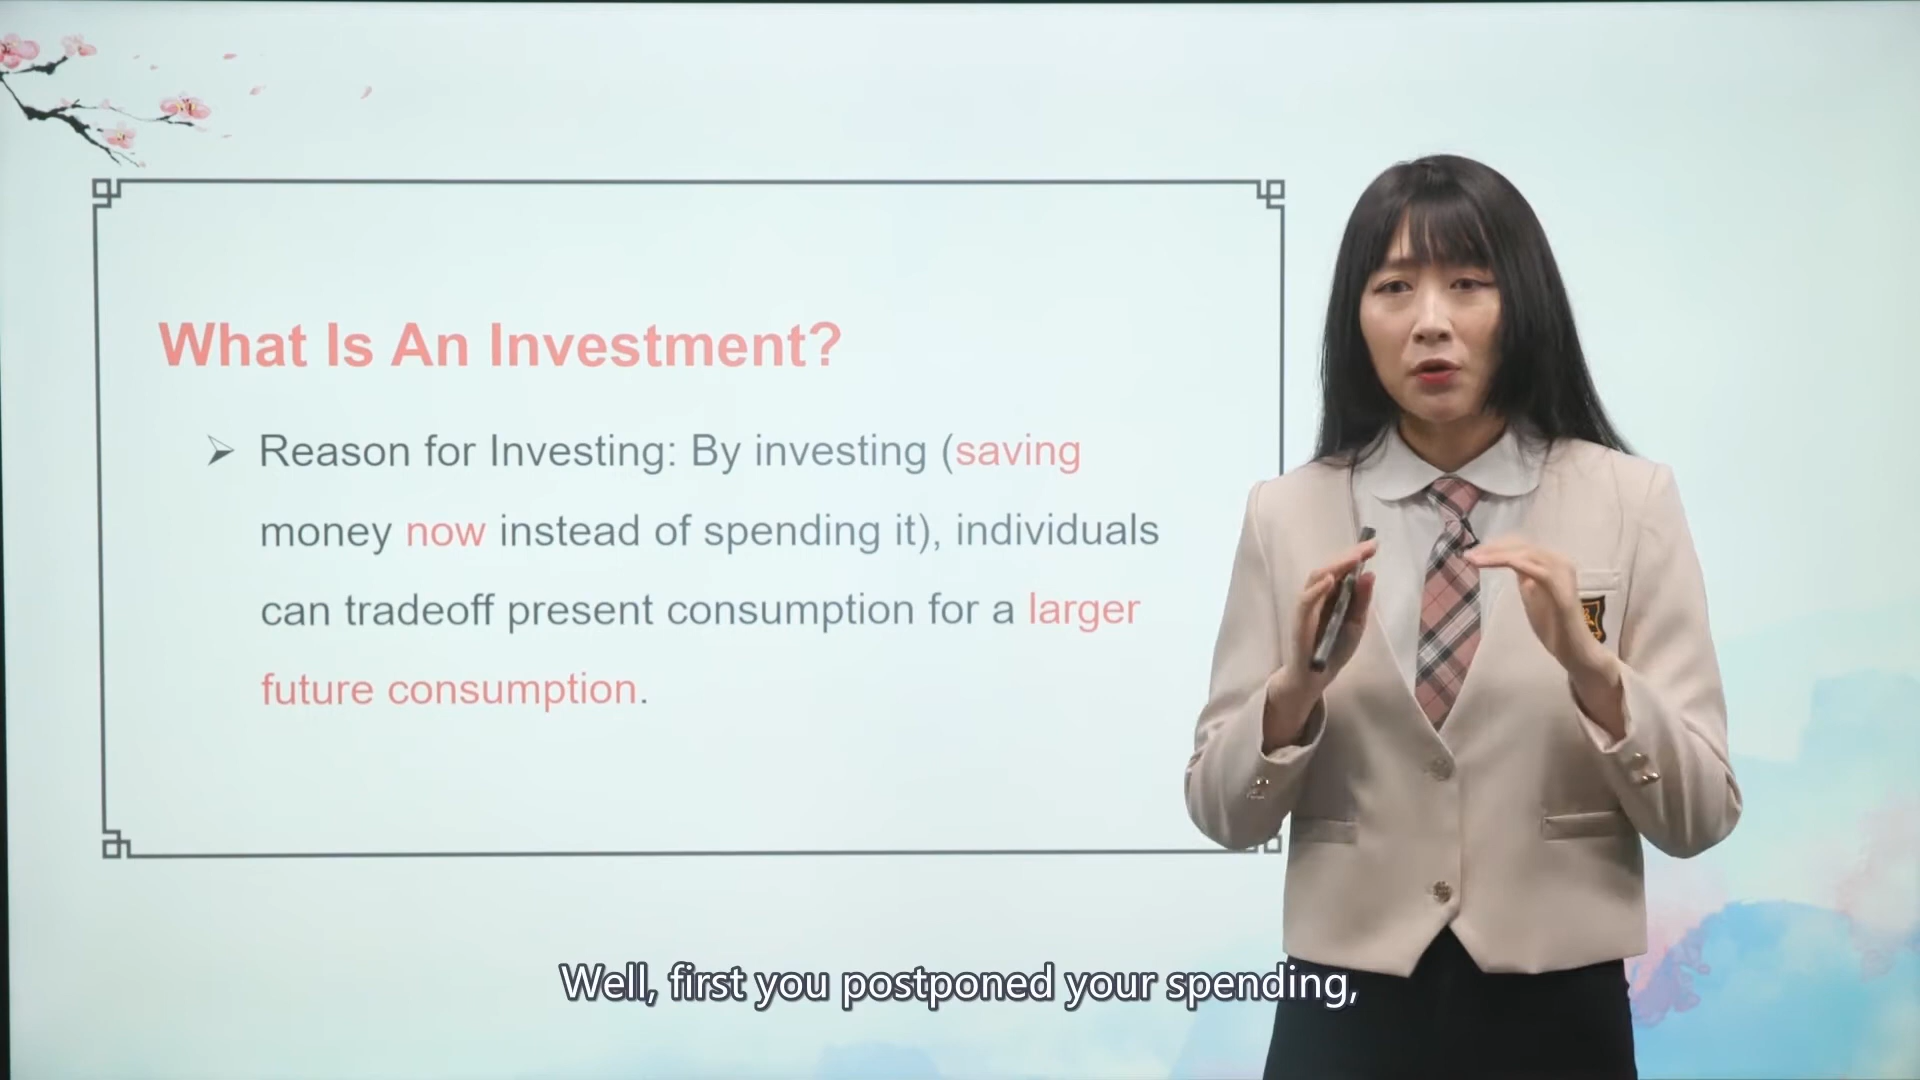 What Is An Investment?
➢ Reason for Investing: By investing (saving
money now instead of spending it), individuals
can tradeoff present consumption for a larger
future consumption.
Well, first you postponed your spending,